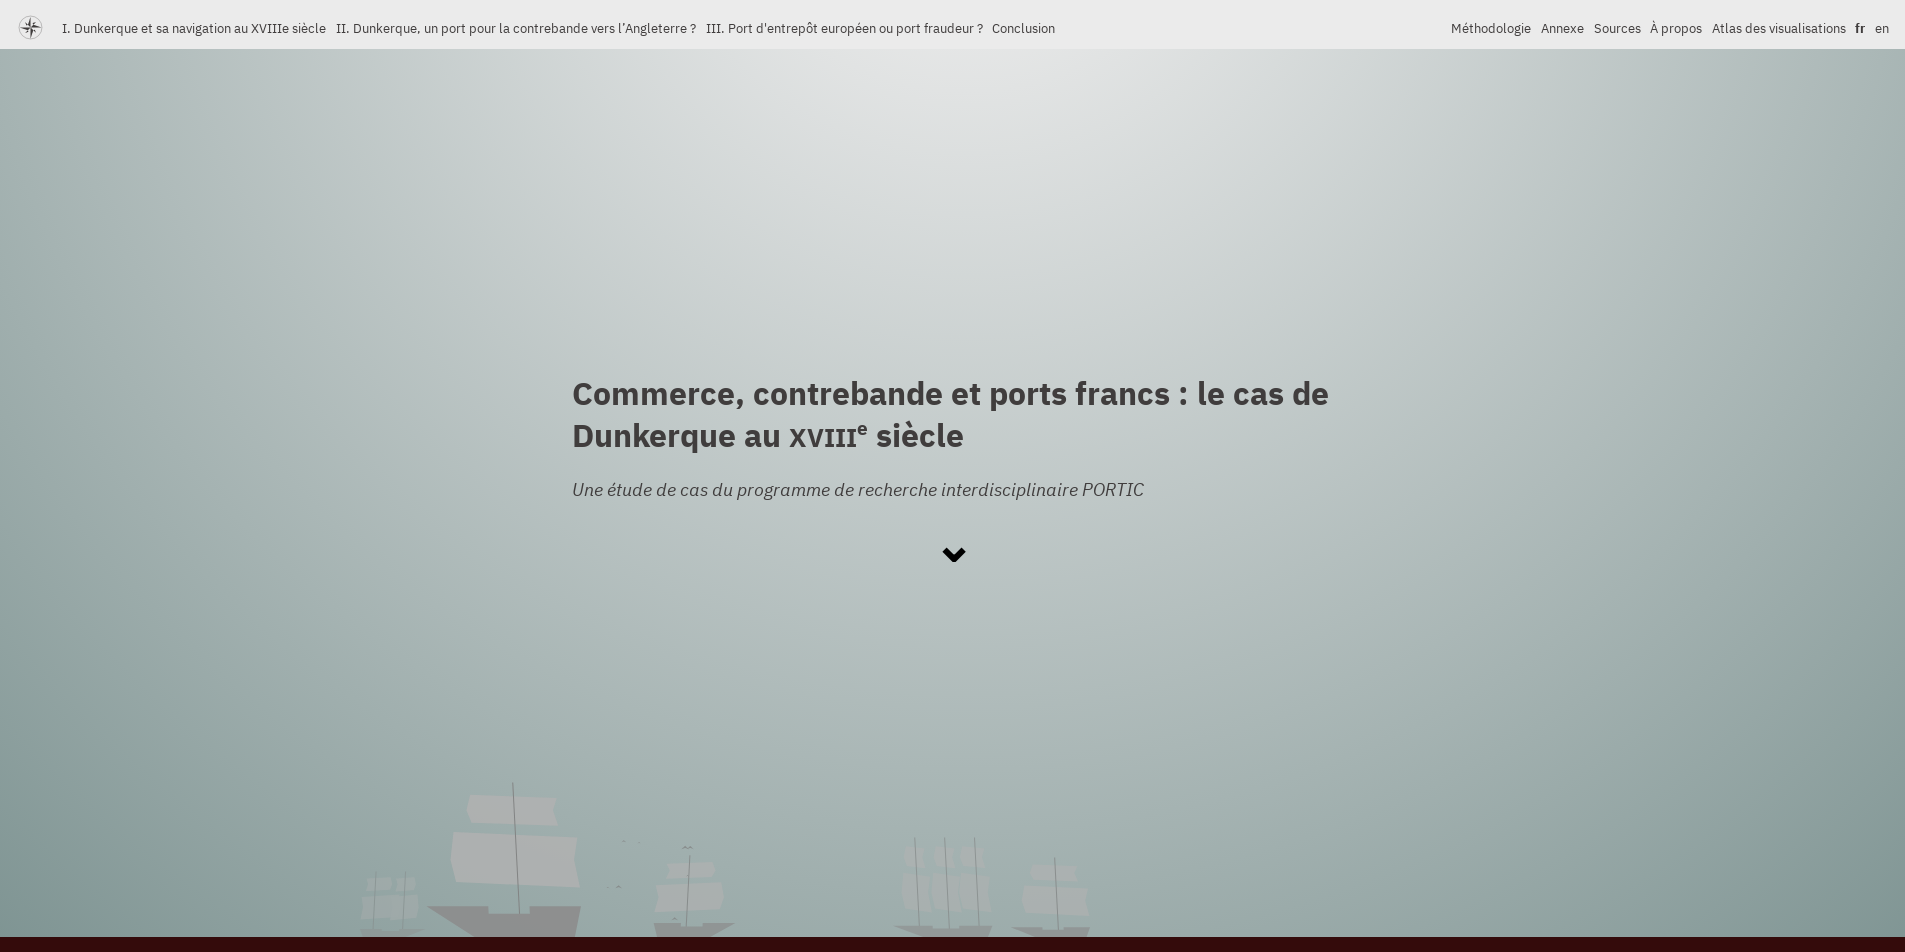 I. Dunkerque et sa navigation au XVIIIe siècle II. Dunkerque, un port pour la contrebande vers l’Angleterre ? III. Port d'entrepôt européen ou port fraudeur ? Conclusion Méthodologie Annexe Sources À propos Atlas des visualisations fr en
Commerce, contrebande et ports francs : le cas de
Dunkerque au XVIIIe siècle
Une étude de cas du programme de recherche interdisciplinaire PORTIC